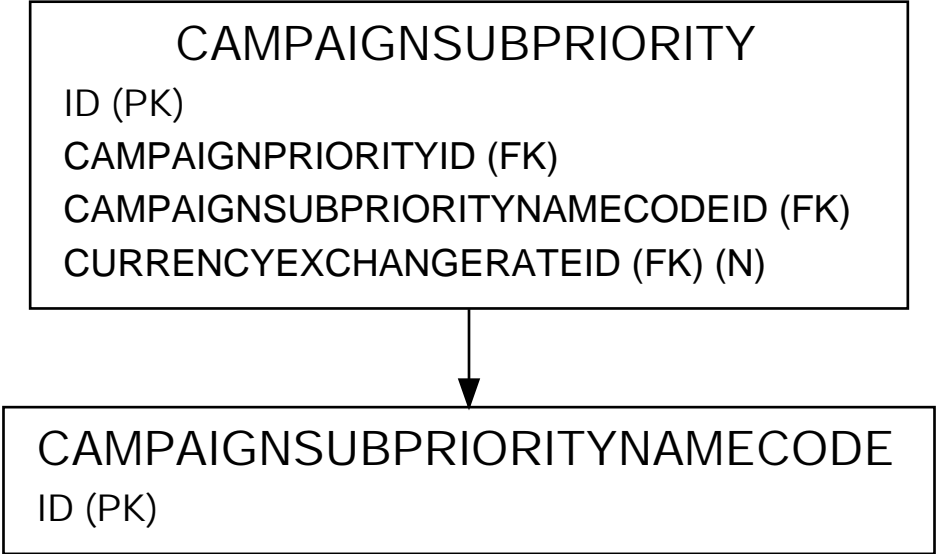 CAMPAIGNSUBPRIORITY
ID (PK)
CAMPAIGNPRIORITYID (FK)
CAMPAIGNSUBPRIORITYNAMECODEID (FK)
CURRENCYEXCHANGERATEID (FK) (N)
CAMPAIGNSUBPRIORITYNAMECODE
ID (PK)